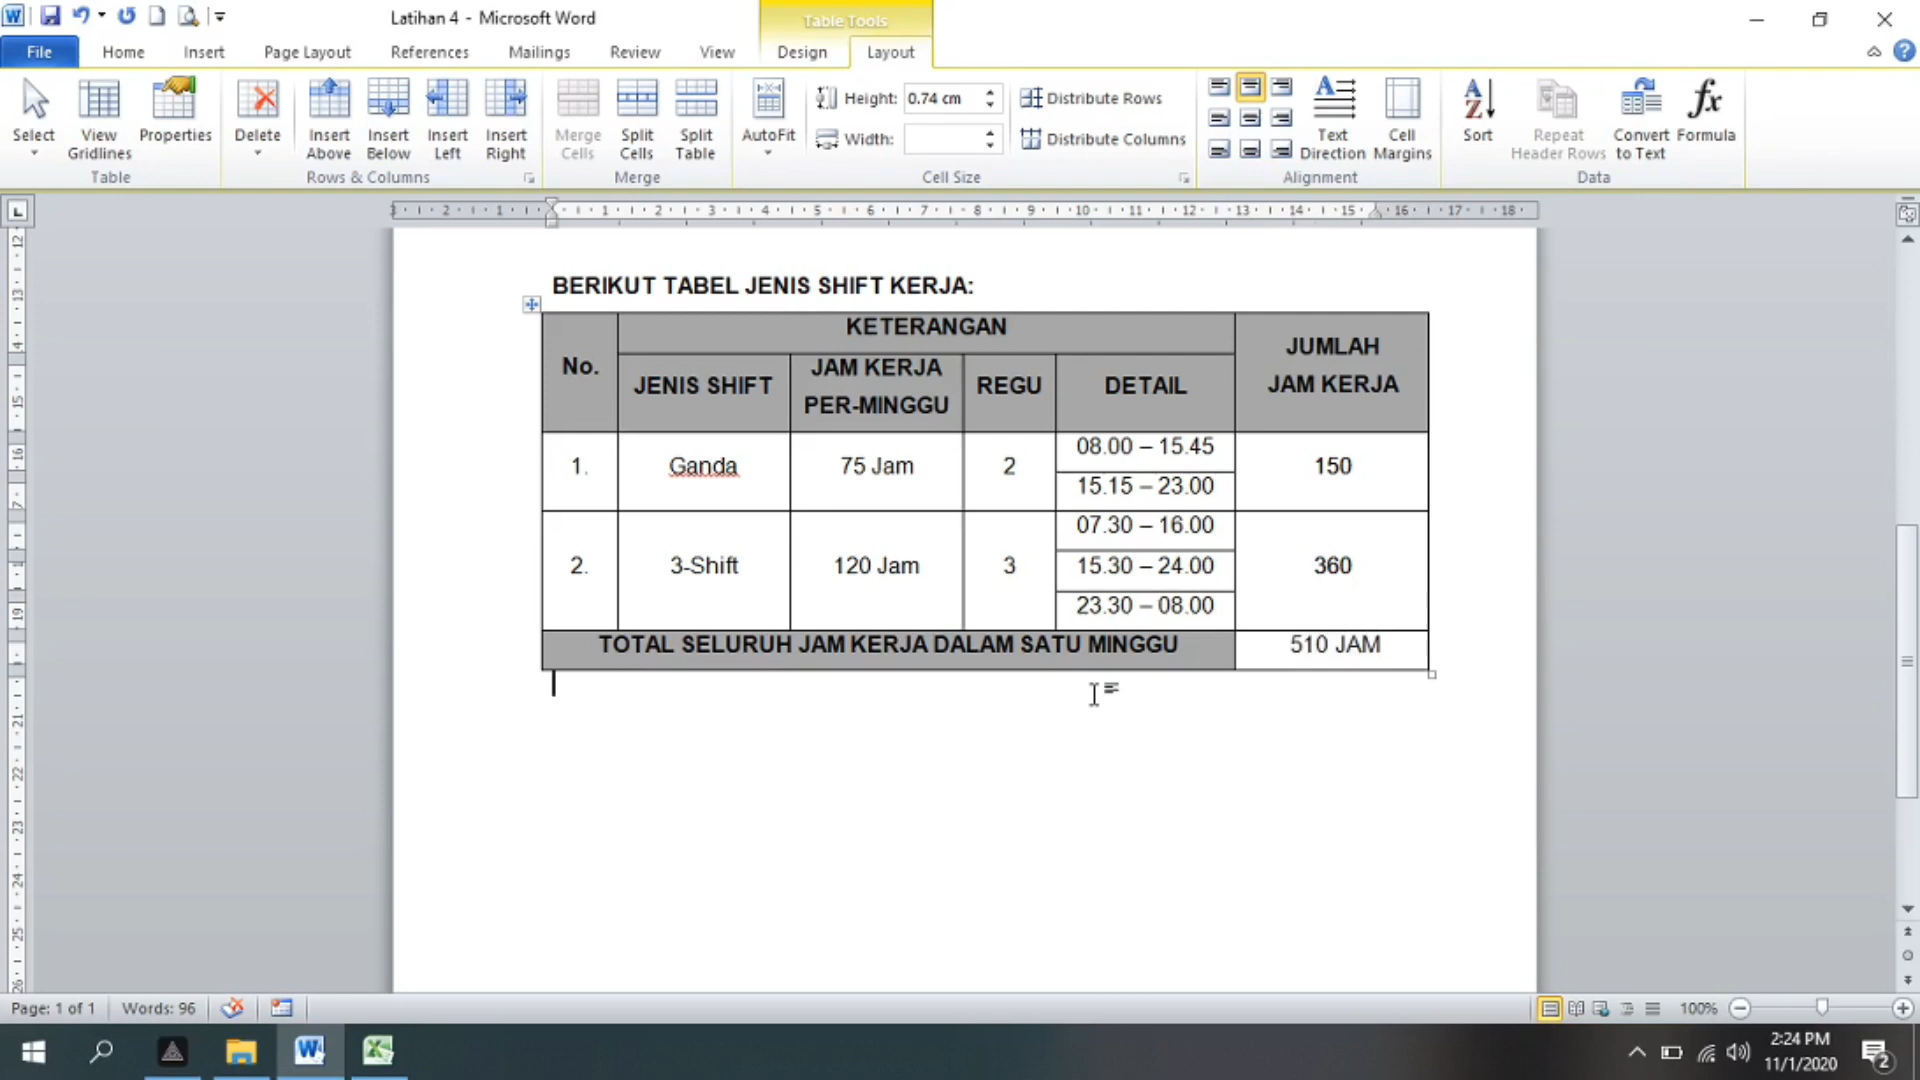 Latihan 4 - Microsoft Word
Table Tools
File Home Insert Page Layout References Mailings Review View Design Layout
Select
View Gridlines
Properties
Delete
Insert Above
Insert Below
Insert Left
Insert Right
Merge Cells
Split Cells
Split Table
AutoFit
Height: 0.74 cm
Width:
Distribute Rows
Distribute Columns
Text Direction
Cell Margins
Sort
Repeat Header Rows
Convert to Text
Formula
Table
Rows & Columns
Merge
Cell Size
Alignment
Data
BERIKUT TABEL JENIS SHIFT KERJA:
No.
KETERANGAN
JUMLAH
JAM KERJA
JENIS SHIFT
JAM KERJA
PER-MINGGU
REGU
DETAIL
1. Ganda 75 Jam 2
08.00 – 15.45
15.15 – 23.00
150
2. 3-Shift 120 Jam 3
07.30 – 16.00
15.30 – 24.00
23.30 – 08.00
360
TOTAL SELURUH JAM KERJA DALAM SATU MINGGU 510 JAM
Page: 1 of 1 Words: 96
100%
2:24 PM
11/1/2020
2